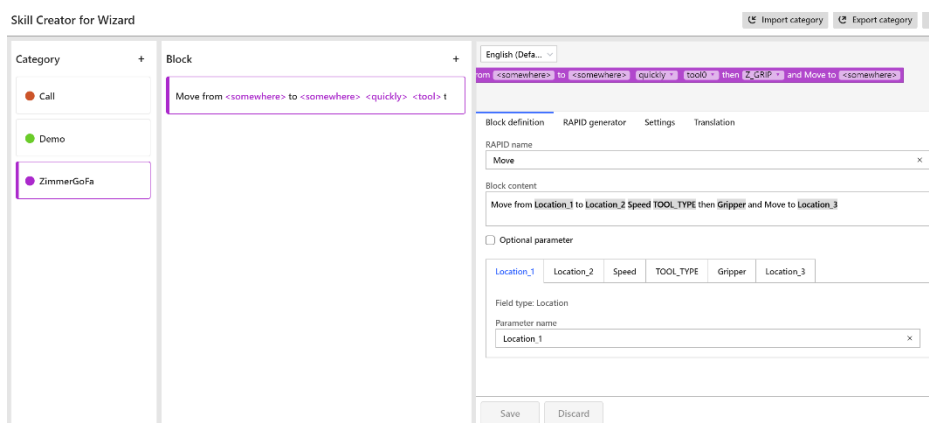 Skill Creator for Wizard
Import category
Export category
Category +
Call
Demo
ZimmerGoFa
Block +
Move from <somewhere> to <somewhere> <quickly> <tool> t
English (Defa...
rom <somewhere> to <somewhere> quickly tool0 then Z_GRIP and Move to <somewhere>
Block definition RAPID generator Settings Translation
RAPID name
Move ×
Block content
Move from Location_1 to Location_2 Speed TOOL_TYPE then Gripper and Move to Location_3
Optional parameter
Location_1 Location_2 Speed TOOL_TYPE Gripper Location_3
Field type: Location
Parameter name
Location_1 ×
Save Discard